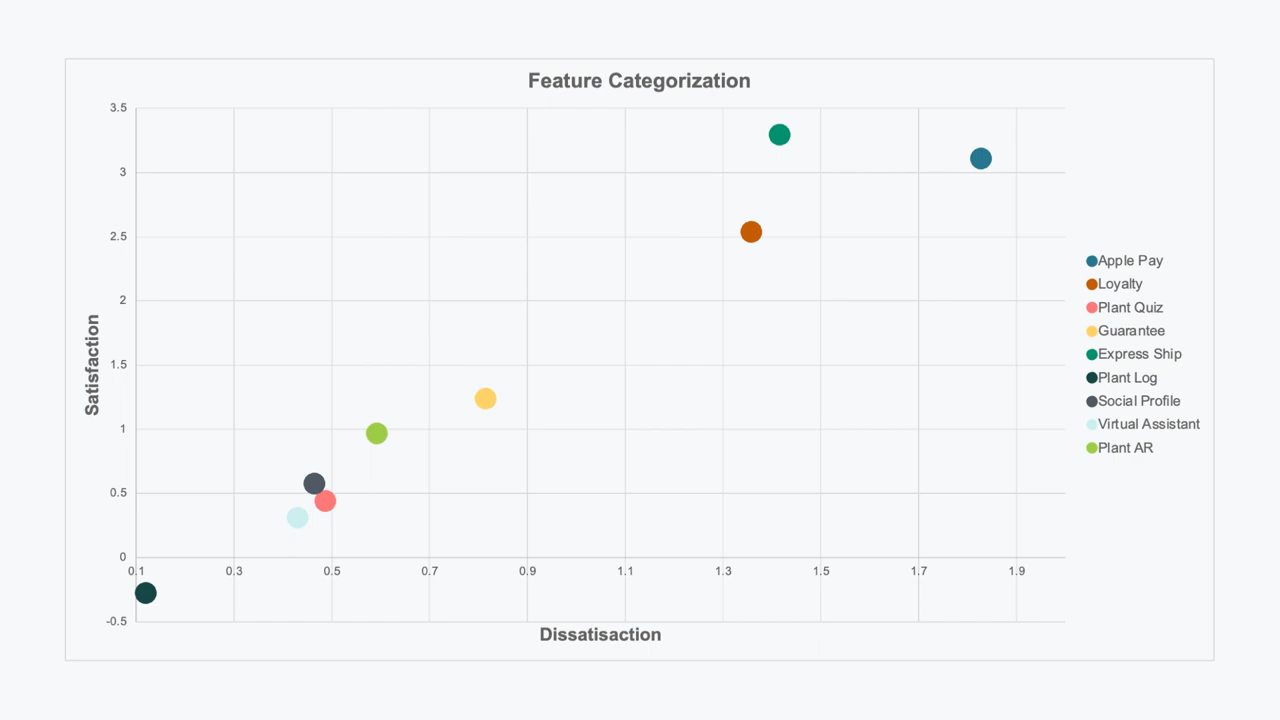 Feature Categorization
3.5
3
2.5
2
1.5
1
0.5
0
-0.5
Satisfaction
0.1 0.3 0.5 0.7 0.9 1.1 1.3 1.5 1.7 1.9
Dissatisaction
Apple Pay
Loyalty
Plant Quiz
Guarantee
Express Ship
Plant Log
Social Profile
Virtual Assistant
Plant AR